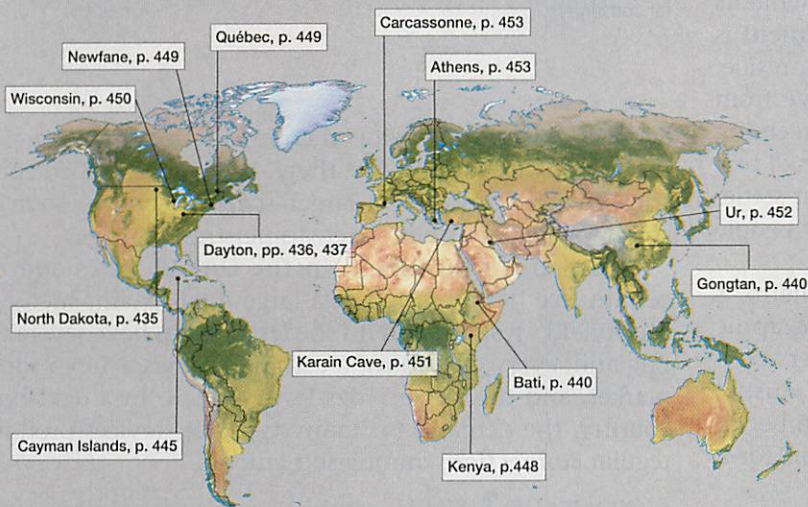 Carcassonne, p. 453
Québec, p. 449
Newfane, p. 449
Athens, p. 453
Wisconsin, p. 450
Ur, p. 452
Dayton, pp. 436, 437
Gongtan, p. 440
North Dakota, p. 435
Karain Cave, p. 451
Bati, p. 440
Cayman Islands, p. 445
Kenya, p.448